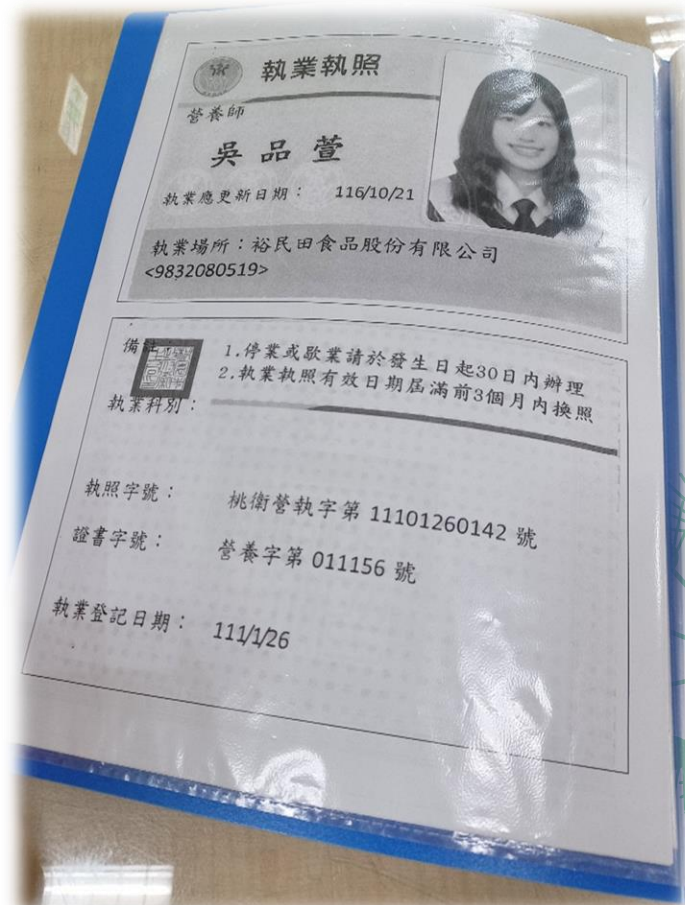 執業執照
營養師
吳品萱
執業應更新日期： 116/10/21
執業場所：裕民田食品股份有限公司
<9832080519>
備註：
1.停業或歇業請於發生日起30日內辦理
2.執業執照有效日期屆滿前3個月內換照
執業科別：
執照字號： 桃衛營執字第 11101260142 號
證書字號： 營養字第 011156 號
執業登記日期： 111/1/26